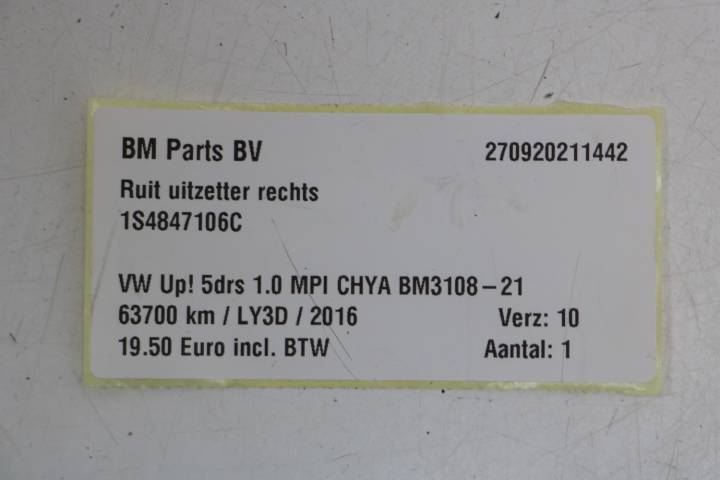 BM Parts BV 270920211442
Ruit uitzetter rechts
1S4847106C
VW Up! 5drs 1.0 MPI CHYA BM3108-21
63700 km / LY3D / 2016 Verz: 10
19.50 Euro incl. BTW Aantal: 1